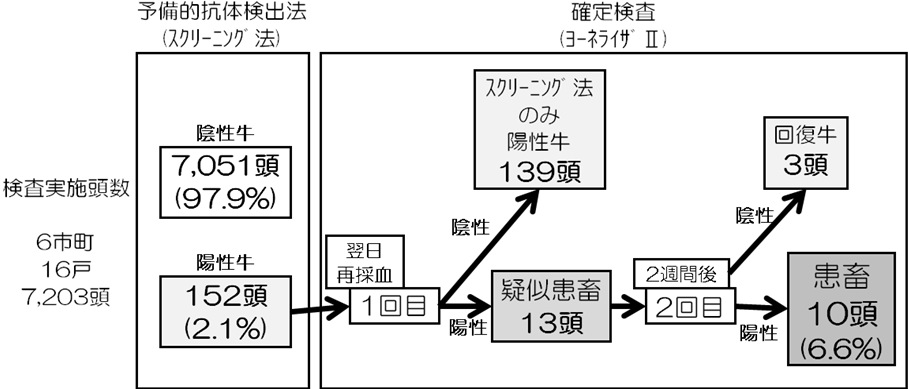 予備的抗体検出法
(ｽｸﾘｰﾆﾝｸﾞ法)
確定検査
(ﾖｰﾈﾗｲｻﾞⅡ)
検査実施頭数
6市町
16戸
7,203頭
陰性牛
7,051頭
(97.9%)
陽性牛
152頭
(2.1%)
翌日
再採血
1回目
陰性
ｽｸﾘｰﾆﾝｸﾞ法
のみ
陽性牛
139頭
陽性
疑似患畜
13頭
2週間後
2回目
陰性
回復牛
3頭
陽性
患畜
10頭
(6.6%)